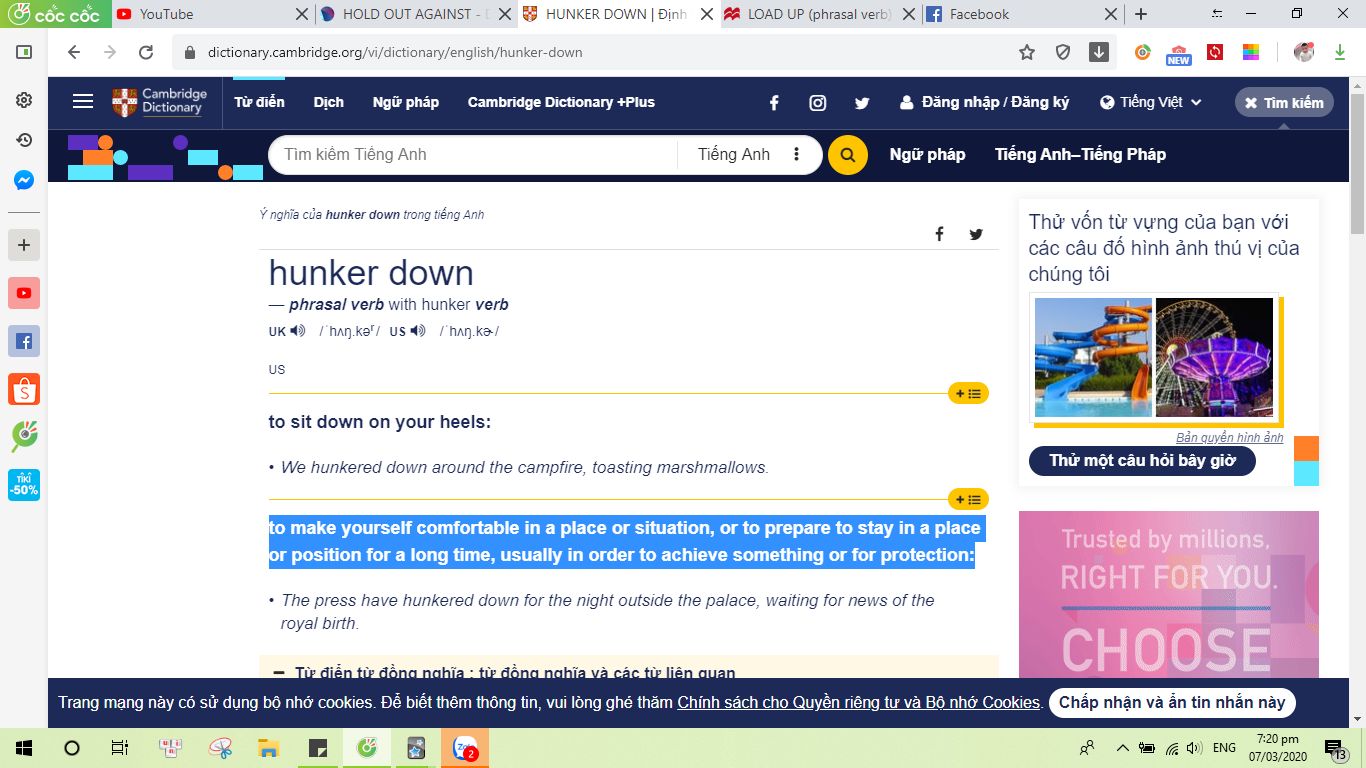 cốc cốc
YouTube
HOLD OUT AGAINST - D
HUNKER DOWN | Định
LOAD UP (phrasal verb)
Facebook
dictionary.cambridge.org/vi/dictionary/english/hunker-down
NEW
Cambridge
Dictionary
Từ điển
Dịch
Ngữ pháp
Cambridge Dictionary +Plus
Đăng nhập / Đăng ký
Tiếng Việt
Tìm kiếm
Tìm kiếm Tiếng Anh
Tiếng Anh
Ngữ pháp
Tiếng Anh–Tiếng Pháp
Ý nghĩa của hunker down trong tiếng Anh
hunker down
— phrasal verb with hunker verb
UK /ˈhʌŋ.kəʳ/ US /ˈhʌŋ.kɚ/
US
to sit down on your heels:
• We hunkered down around the campfire, toasting marshmallows.
to make yourself comfortable in a place or situation, or to prepare to stay in a place
or position for a long time, usually in order to achieve something or for protection:
• The press have hunkered down for the night outside the palace, waiting for news of the
royal birth.
Từ điển từ đồng nghĩa : từ đồng nghĩa và các từ liên quan
Thử vốn từ vựng của bạn với
các câu đố hình ảnh thú vị của
chúng tôi
Bản quyền hình ảnh
Thử một câu hỏi bây giờ
Trusted by millions,
RIGHT FOR YOU.
CHOOSE
Trang mạng này có sử dụng bộ nhớ cookies. Để biết thêm thông tin, vui lòng ghé thăm Chính sách cho Quyền riêng tư và Bộ nhớ Cookies.
Chấp nhận và ẩn tin nhắn này
TIKI
-50%
2
ENG
7:20 pm
07/03/2020
13